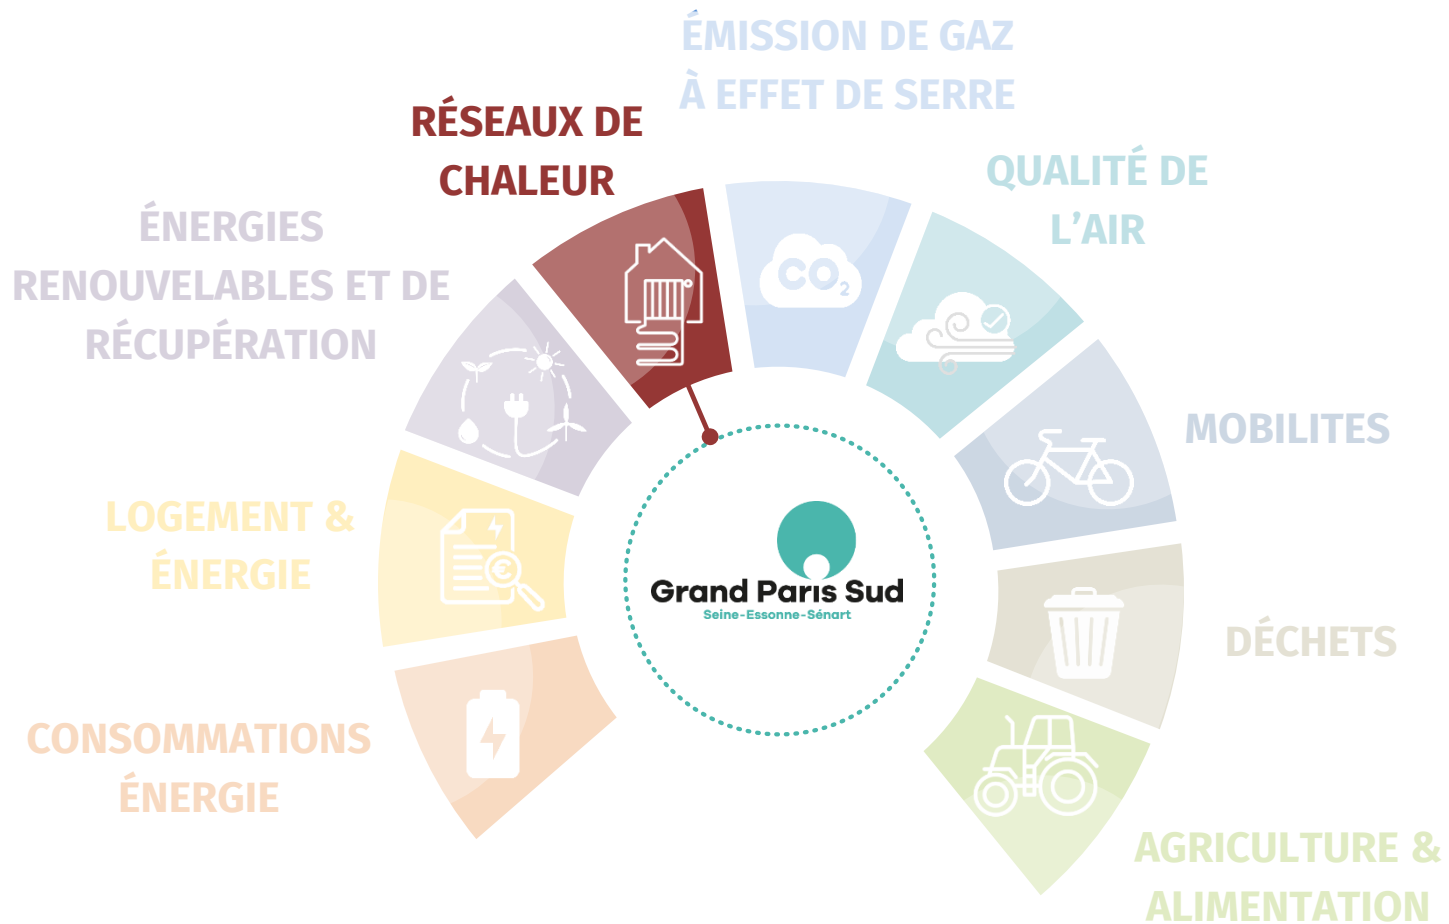 ÉMISSION DE GAZ
À EFFET DE SERRE
RÉSEAUX DE
CHALEUR
QUALITÉ DE
L'AIR
ÉNERGIES
RENOUVELABLES ET DE
RÉCUPÉRATION
CO2
MOBILITES
LOGEMENT &
ÉNERGIE
€
Grand Paris Sud
Seine-Essonne-Sénart
DÉCHETS
CONSOMMATIONS
ÉNERGIE
AGRICULTURE &
ALIMENTATION